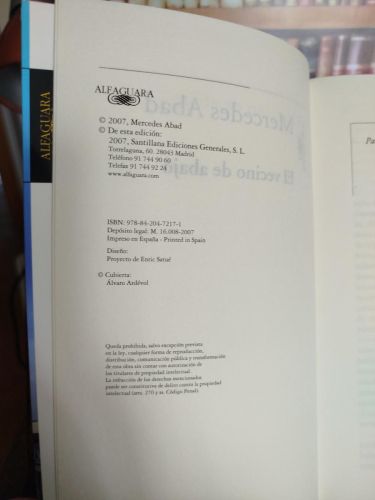 ALFAGUARA
ALFAGUARA
© 2007, Mercedes Abad
© De esta edición:
2007, Santillana Ediciones Generales, S. L.
Torrelaguna, 60. 28043 Madrid
Teléfono 91 744 90 60
Telefax 91 744 92 24
www.alfaguara.com
Mercedes Abad
El vecino de abajo
ISBN: 978-84-204-7217-1
Depósito legal: M. 16.008-2007
Impreso en España - Printed in Spain
Diseño:
Proyecto de Enric Satué
© Cubierta:
Álvaro Ardévol
Queda prohibida, salvo excepción prevista
en la ley, cualquier forma de reproducción,
distribución, comunicación pública y transformación
de esta obra sin contar con autorización de
los titulares de propiedad intelectual.
La infracción de los derechos mencionados
puede ser constitutiva de delito contra la propiedad
intelectual (arts. 270 y ss. Código Penal)